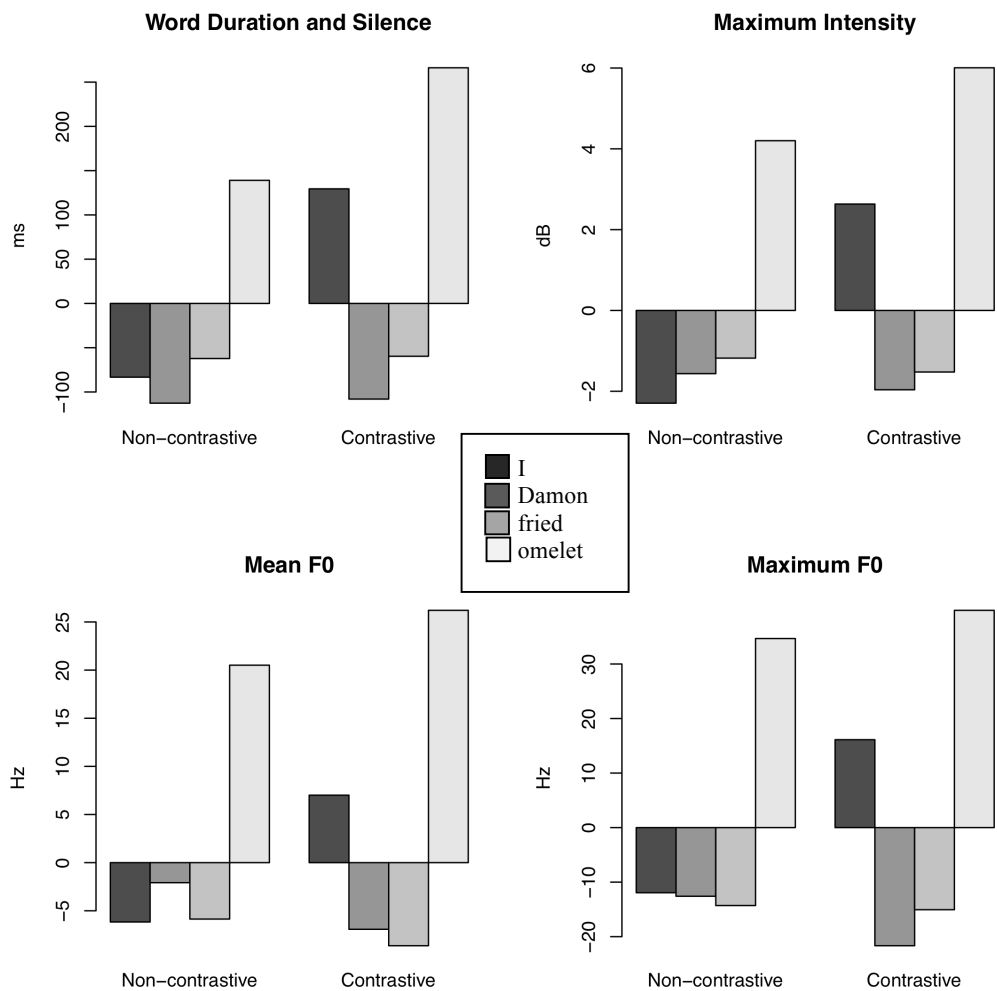 Word Duration and Silence
ms
200
100
50
0
−100
Non−contrastive
Contrastive
Maximum Intensity
dB
6
4
2
0
−2
Non−contrastive
Contrastive
I
Damon
fried
omelet
Mean F0
Hz
25
20
15
10
5
0
−5
Non−contrastive
Contrastive
Maximum F0
Hz
30
20
10
0
−10
−20
Non−contrastive
Contrastive